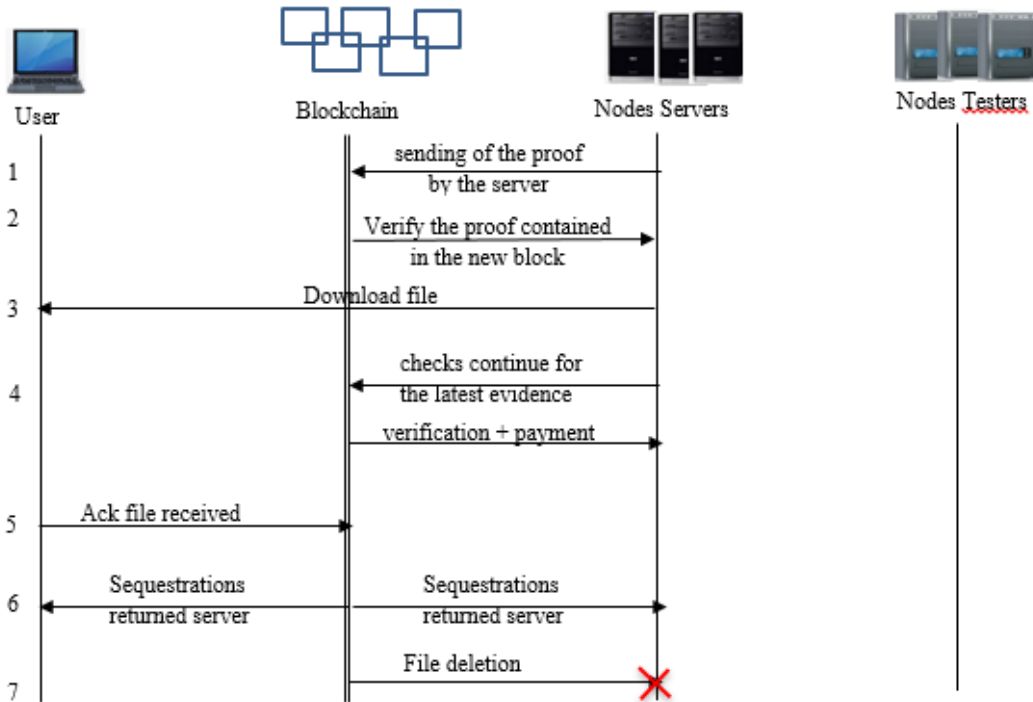 User
Blockchain
Nodes Servers
Nodes Testers
1
sending of the proof
by the server
2
Verify the proof contained
in the new block
3
Download file
4
checks continue for
the latest evidence
verification + payment
5
Ack file received
6
Sequestrations
returned server
Sequestrations
returned server
7
File deletion